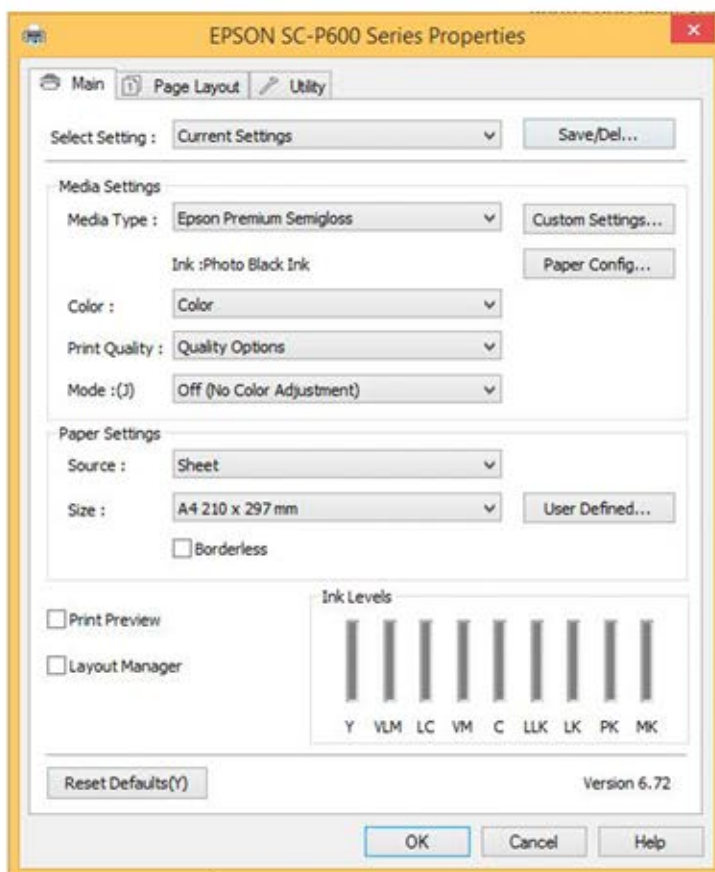 EPSON SC-P600 Series Properties
Main Page Layout Utility
Select Setting : Current Settings Save/Del...
Media Settings
Media Type : Epson Premium Semigloss Custom Settings...
Ink :Photo Black Ink Paper Config...
Color : Color
Print Quality : Quality Options
Mode :(J) Off (No Color Adjustment)
Paper Settings
Source : Sheet
Size : A4 210 x 297 mm User Defined...
Borderless
Ink Levels
Print Preview
Layout Manager
Y VLM LC VM C LLK LK PK MK
Reset Defaults(Y) Version 6.72
OK Cancel Help